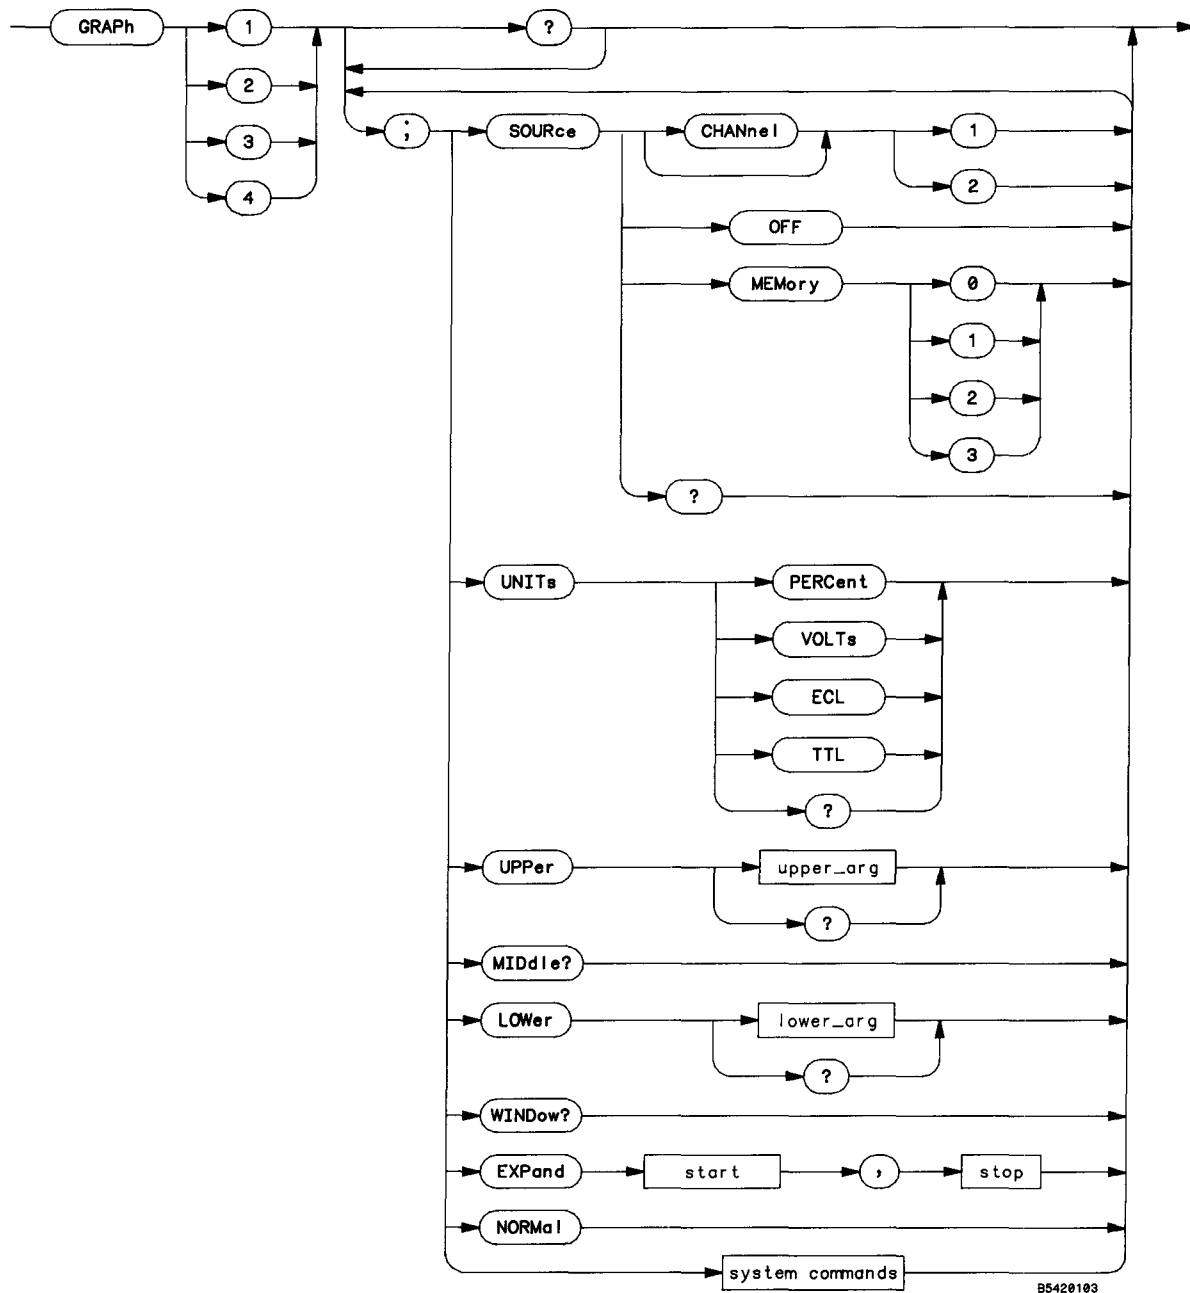 GRAPh
1
?
2
3
4
;
SOURce
CHANnel
1
2
OFF
MEMory
0
1
2
3
?
UNITs
PERCent
VOLTs
ECL
TTL
?
UPPer
upper_arg
?
MIDdle?
LOWer
lower_arg
?
WINDow?
EXPand
start
,
stop
NORMal
system commands
B5420103